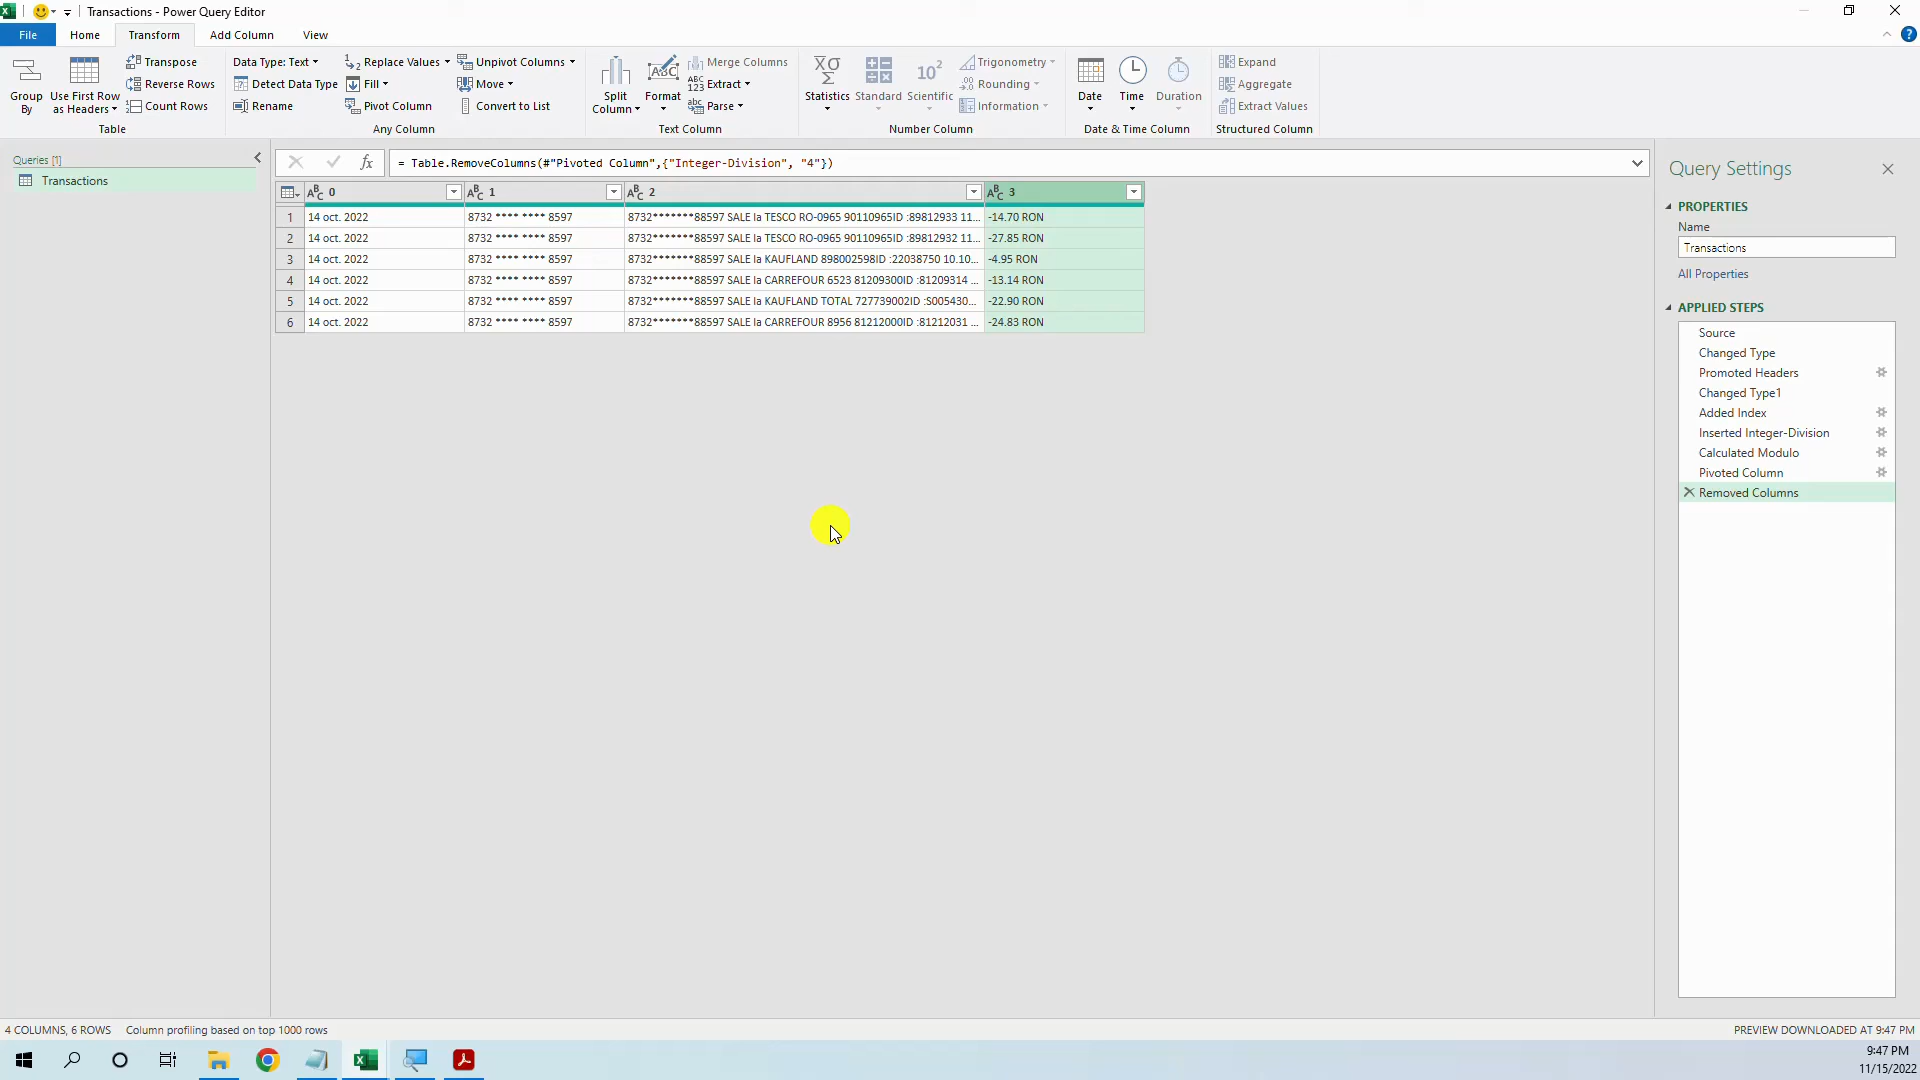 Transactions - Power Query Editor
File Home Transform Add Column View
Group By
Use First Row as Headers
Transpose
Reverse Rows
Count Rows
Table
Data Type: Text
Detect Data Type
Rename
Replace Values
Fill
Pivot Column
Unpivot Columns
Move
Convert to List
Any Column
Split Column
Format
Merge Columns
Extract
Parse
Text Column
Statistics
Standard
Scientific
Trigonometry
Rounding
Information
Number Column
Date
Time
Duration
Date & Time Column
Expand
Aggregate
Extract Values
Structured Column
Queries [1]
Transactions
fx = Table.RemoveColumns(#"Pivoted Column",{"Integer-Division", "4"})
ABC 0 ABC 1 ABC 2 ABC 3
1 14 oct. 2022 8732 **** **** 8597 8732*******88597 SALE la TESCO RO-0965 90110965ID :89812933 11... -14.70 RON
2 14 oct. 2022 8732 **** **** 8597 8732*******88597 SALE la TESCO RO-0965 90110965ID :89812932 11... -27.85 RON
3 14 oct. 2022 8732 **** **** 8597 8732*******88597 SALE la KAUFLAND 898002598ID :22038750 10.10... -4.95 RON
4 14 oct. 2022 8732 **** **** 8597 8732*******88597 SALE la CARREFOUR 6523 81209300ID :81209314 ... -13.14 RON
5 14 oct. 2022 8732 **** **** 8597 8732*******88597 SALE la KAUFLAND TOTAL 727739002ID :S005430... -22.90 RON
6 14 oct. 2022 8732 **** **** 8597 8732*******88597 SALE la CARREFOUR 8956 81212000ID :81212031 ... -24.83 RON
Query Settings
PROPERTIES
Name
Transactions
All Properties
APPLIED STEPS
Source
Changed Type
Promoted Headers
Changed Type1
Added Index
Inserted Integer-Division
Calculated Modulo
Pivoted Column
Removed Columns
4 COLUMNS, 6 ROWS Column profiling based on top 1000 rows
PREVIEW DOWNLOADED AT 9:47 PM
9:47 PM
11/15/2022